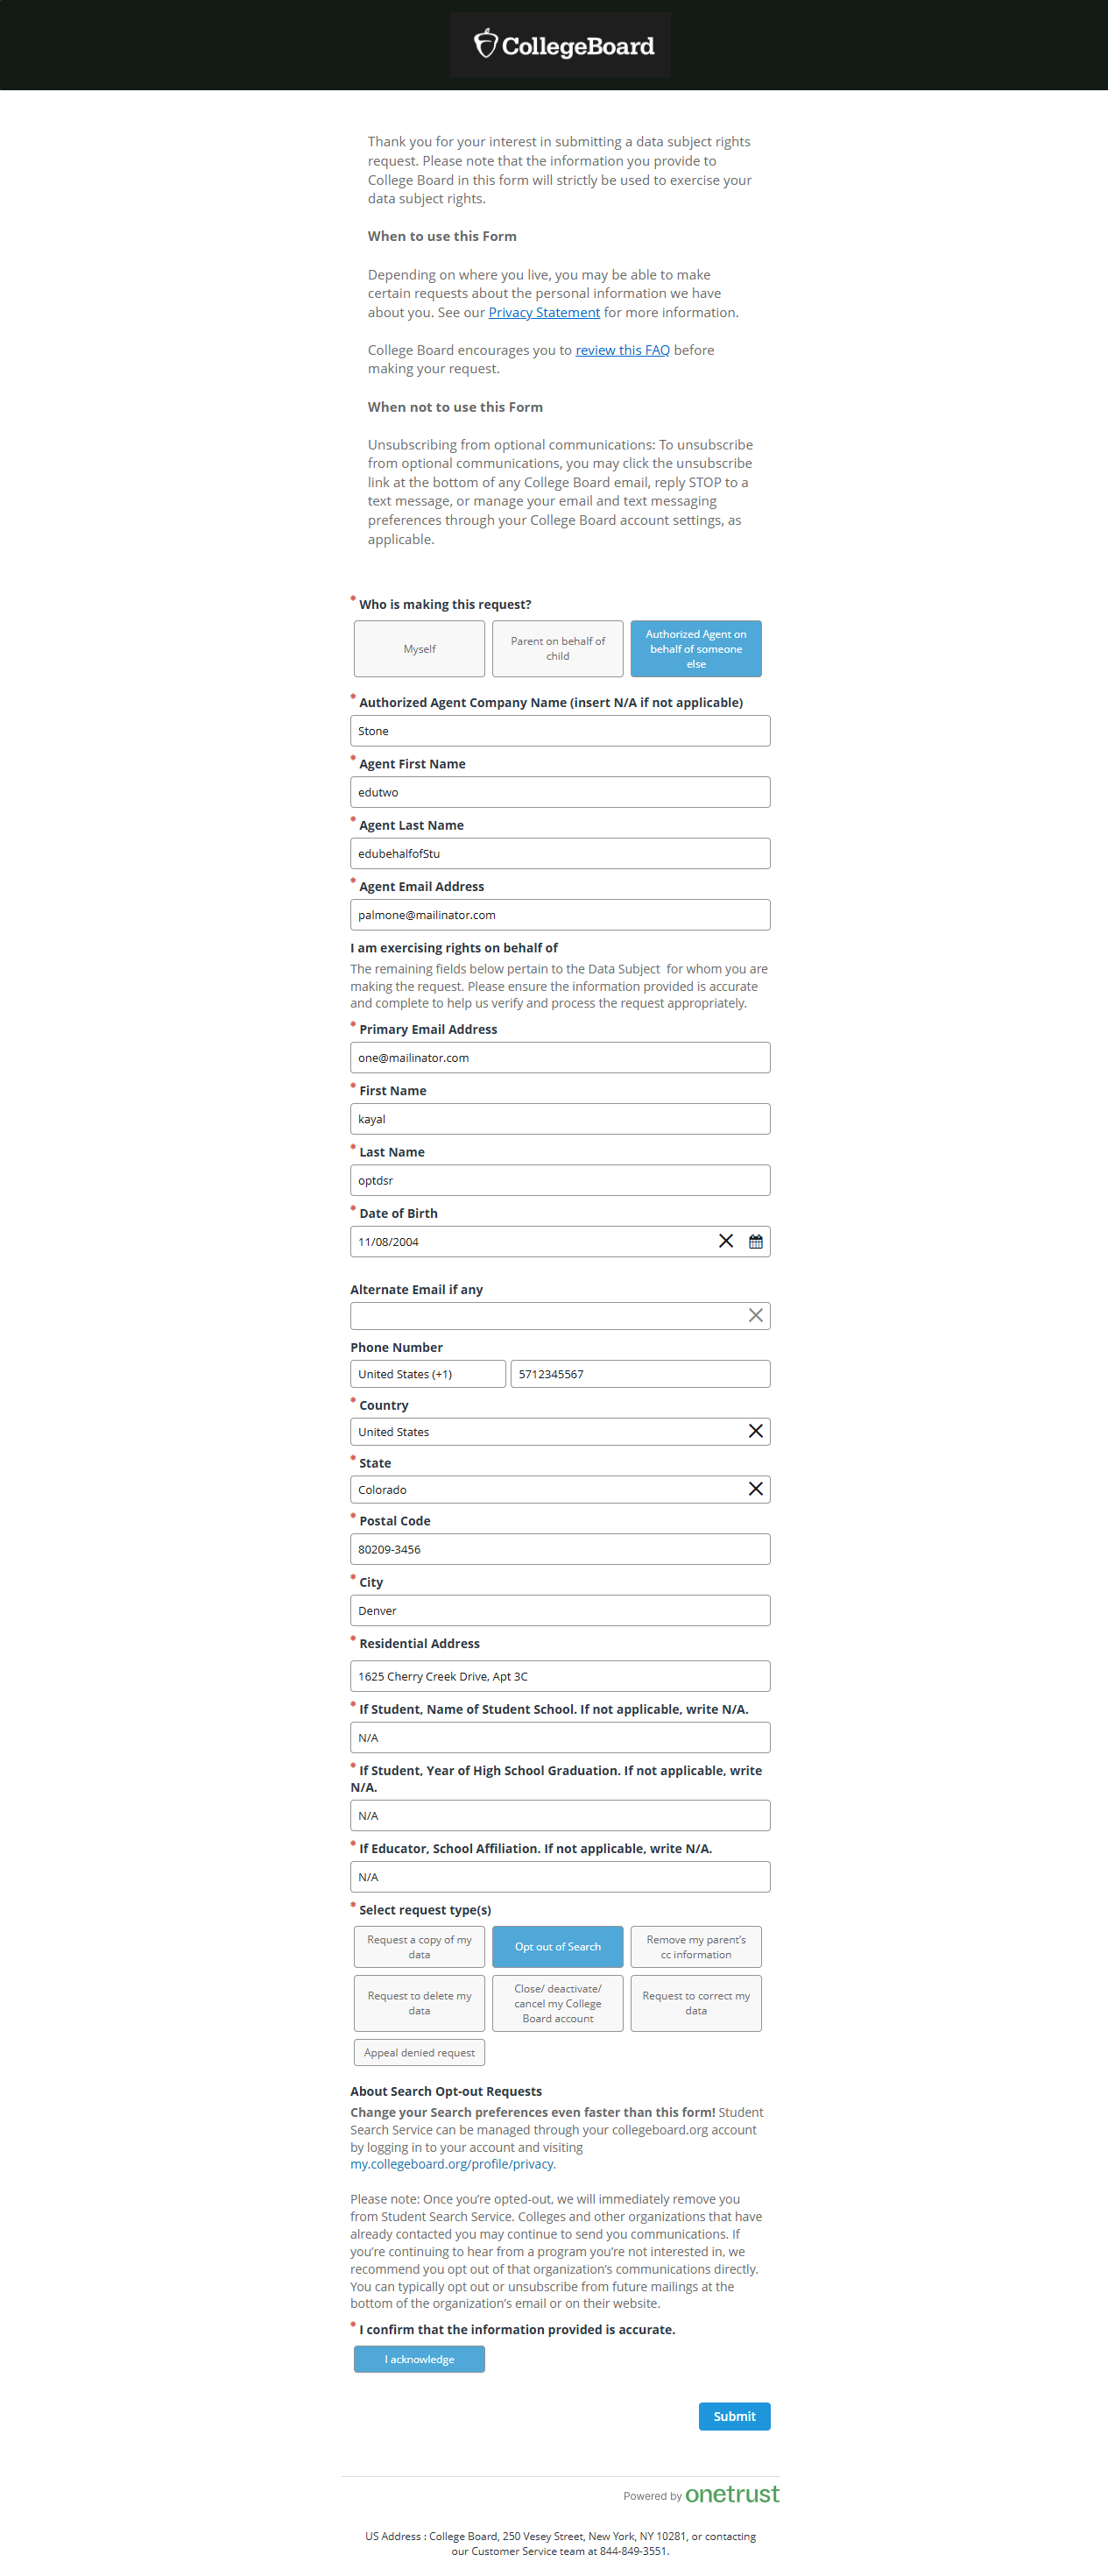 CollegeBoard
Thank you for your interest in submitting a data subject rights
request. Please note that the information you provide to
College Board in this form will strictly be used to exercise your
data subject rights.
When to use this Form
Depending on where you live, you may be able to make
certain requests about the personal information we have
about you. See our Privacy Statement for more information.
College Board encourages you to review this FAQ before
making your request.
When not to use this Form
Unsubscribing from optional communications: To unsubscribe
from optional communications, you may click the unsubscribe
link at the bottom of any College Board email, reply STOP to a
text message, or manage your email and text messaging
preferences through your College Board account settings, as
applicable.
* Who is making this request?
Myself
Parent on behalf of
child
Authorized Agent on
behalf of someone
else
* Authorized Agent Company Name (insert N/A if not applicable)
Stone
* Agent First Name
edutwo
* Agent Last Name
edubehalfofStu
* Agent Email Address
palmone@mailinator.com
I am exercising rights on behalf of
The remaining fields below pertain to the Data Subject for whom you are
making the request. Please ensure the information provided is accurate
and complete to help us verify and process the request appropriately.
* Primary Email Address
one@mailinator.com
* First Name
kayal
* Last Name
optdsr
* Date of Birth
11/08/2004
Alternate Email if any
Phone Number
United States (+1)
5712345567
* Country
United States
* State
Colorado
* Postal Code
80209-3456
* City
Denver
* Residential Address
1625 Cherry Creek Drive, Apt 3C
* If Student, Name of Student School. If not applicable, write N/A.
N/A
* If Student, Year of High School Graduation. If not applicable, write
N/A.
N/A
* If Educator, School Affiliation. If not applicable, write N/A.
N/A
* Select request type(s)
Request a copy of my
data
Opt out of Search
Remove my parent's
cc information
Request to delete my
data
Close/ deactivate/
cancel my College
Board account
Request to correct my
data
Appeal denied request
About Search Opt-out Requests
Change your Search preferences even faster than this form! Student
Search Service can be managed through your collegeboard.org account
by logging in to your account and visiting
my.collegeboard.org/profile/privacy.
Please note: Once you're opted-out, we will immediately remove you
from Student Search Service. Colleges and other organizations that have
already contacted you may continue to send you communications. If
you're continuing to hear from a program you're not interested in, we
recommend you opt out of that organization's communications directly.
You can typically opt out or unsubscribe from future mailings at the
bottom of the organization's email or on their website.
* I confirm that the information provided is accurate.
I acknowledge
Submit
Powered by onetrust
US Address : College Board, 250 Vesey Street, New York, NY 10281, or contacting
our Customer Service team at 844-849-3551.